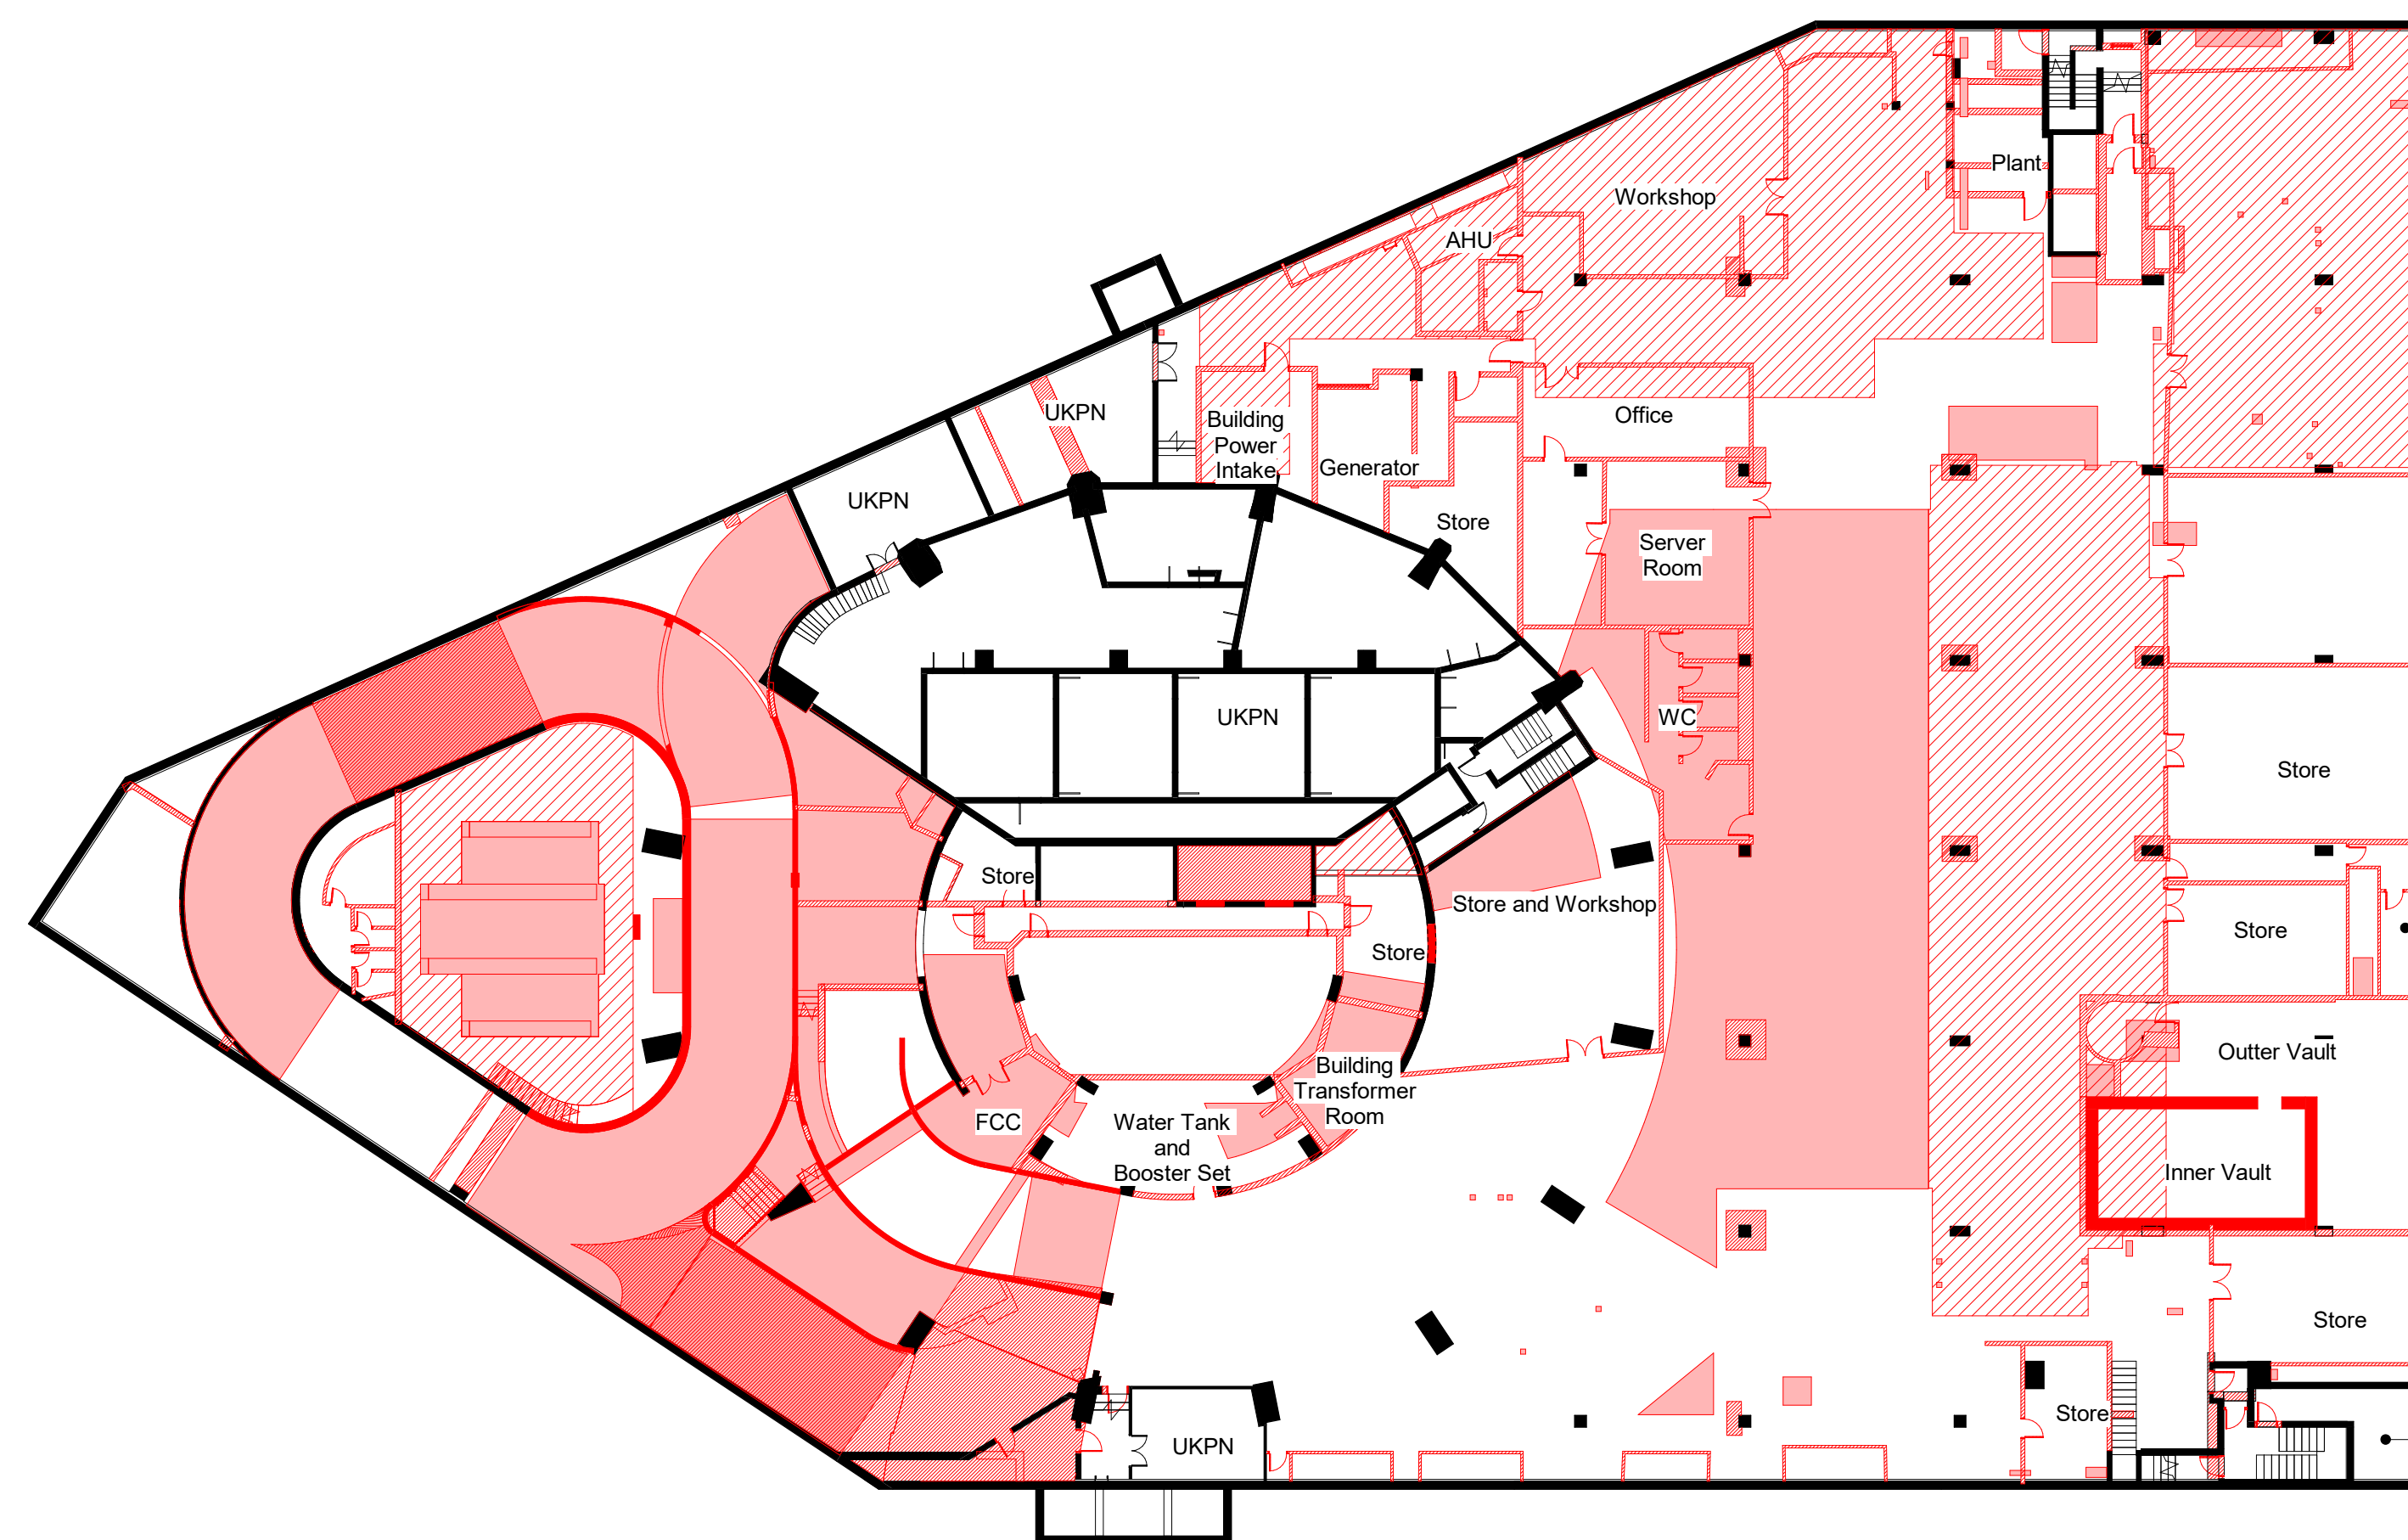 Plant
Workshop
AHU
UKPN
Building
Power
Intake
Office
Generator
UKPN
Store
Server
Room
UKPN
WC
Store
Store
Store and Workshop
Store
Store
Outter Vault
Building
Transformer
Room
FCC
Water Tank
and
Booster Set
Inner Vault
Store
Store
UKPN